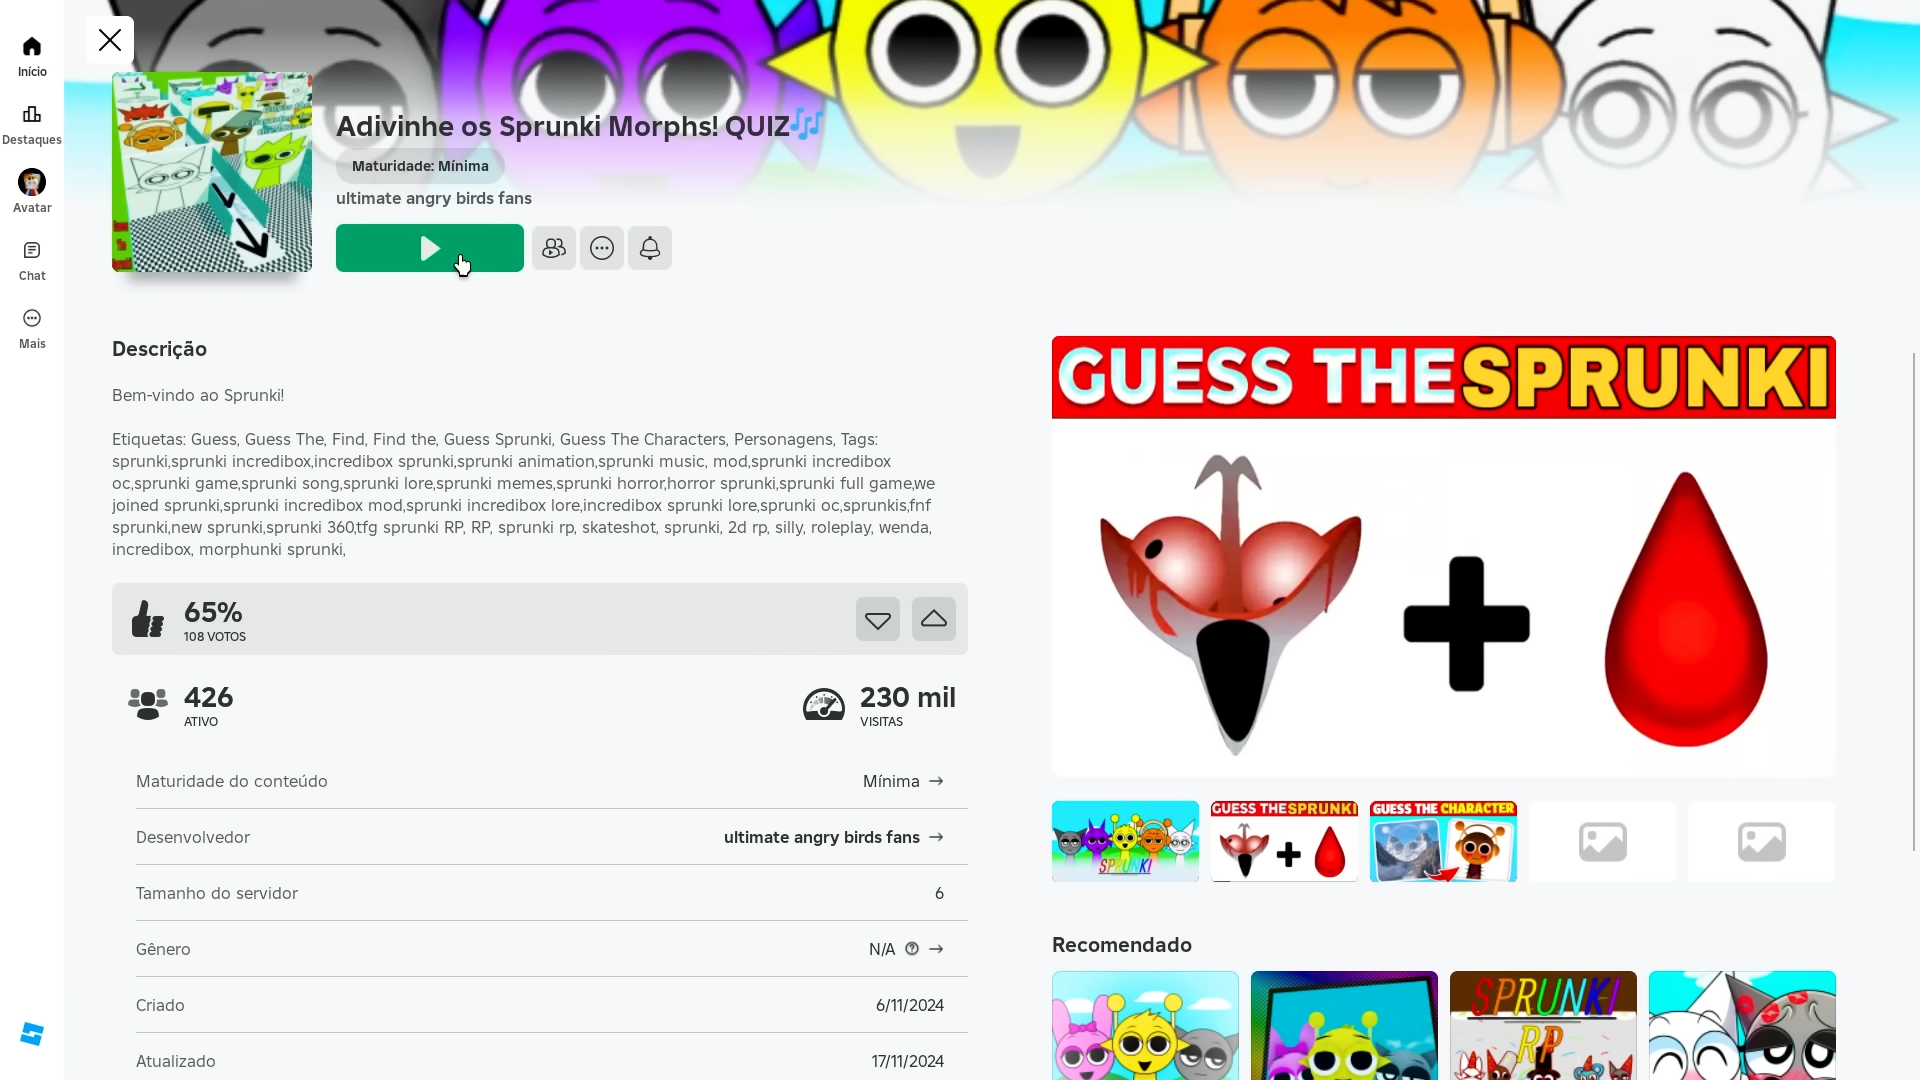 Início
Destaques
Avatar
Chat
Mais
Adivinhe os Sprunki Morphs! QUIZ🎶
Maturidade: Mínima
ultimate angry birds fans
Descrição
Bem-vindo ao Sprunki!
Etiquetas: Guess, Guess The, Find, Find the, Guess Sprunki, Guess The Characters, Personagens, Tags:
sprunki,sprunki incredibox,incredibox sprunki,sprunki animation,sprunki music, mod,sprunki incredibox
oc,sprunki game,sprunki song,sprunki lore,sprunki memes,sprunki horror,horror sprunki,sprunki full game,we
joined sprunki,sprunki incredibox mod,sprunki incredibox lore,incredibox sprunki lore,sprunki oc,sprunkis,fnf
sprunki,new sprunki,sprunki 360,tfg sprunki RP, RP, sprunki rp, skateshot, sprunki, 2d rp, silly, roleplay, wenda,
incredibox, morphunki sprunki,
65%
108 VOTOS
426
ATIVO
230 mil
VISITAS
Maturidade do conteúdo
Mínima
Desenvolvedor
ultimate angry birds fans
Tamanho do servidor
6
Gênero
N/A
Criado
6/11/2024
Atualizado
17/11/2024
GUESS THE SPRUNKI
SPRUNKI
GUESS THE SPRUNKI
GUESS THE CHARACTER
Recomendado
SPRUNKI
RP